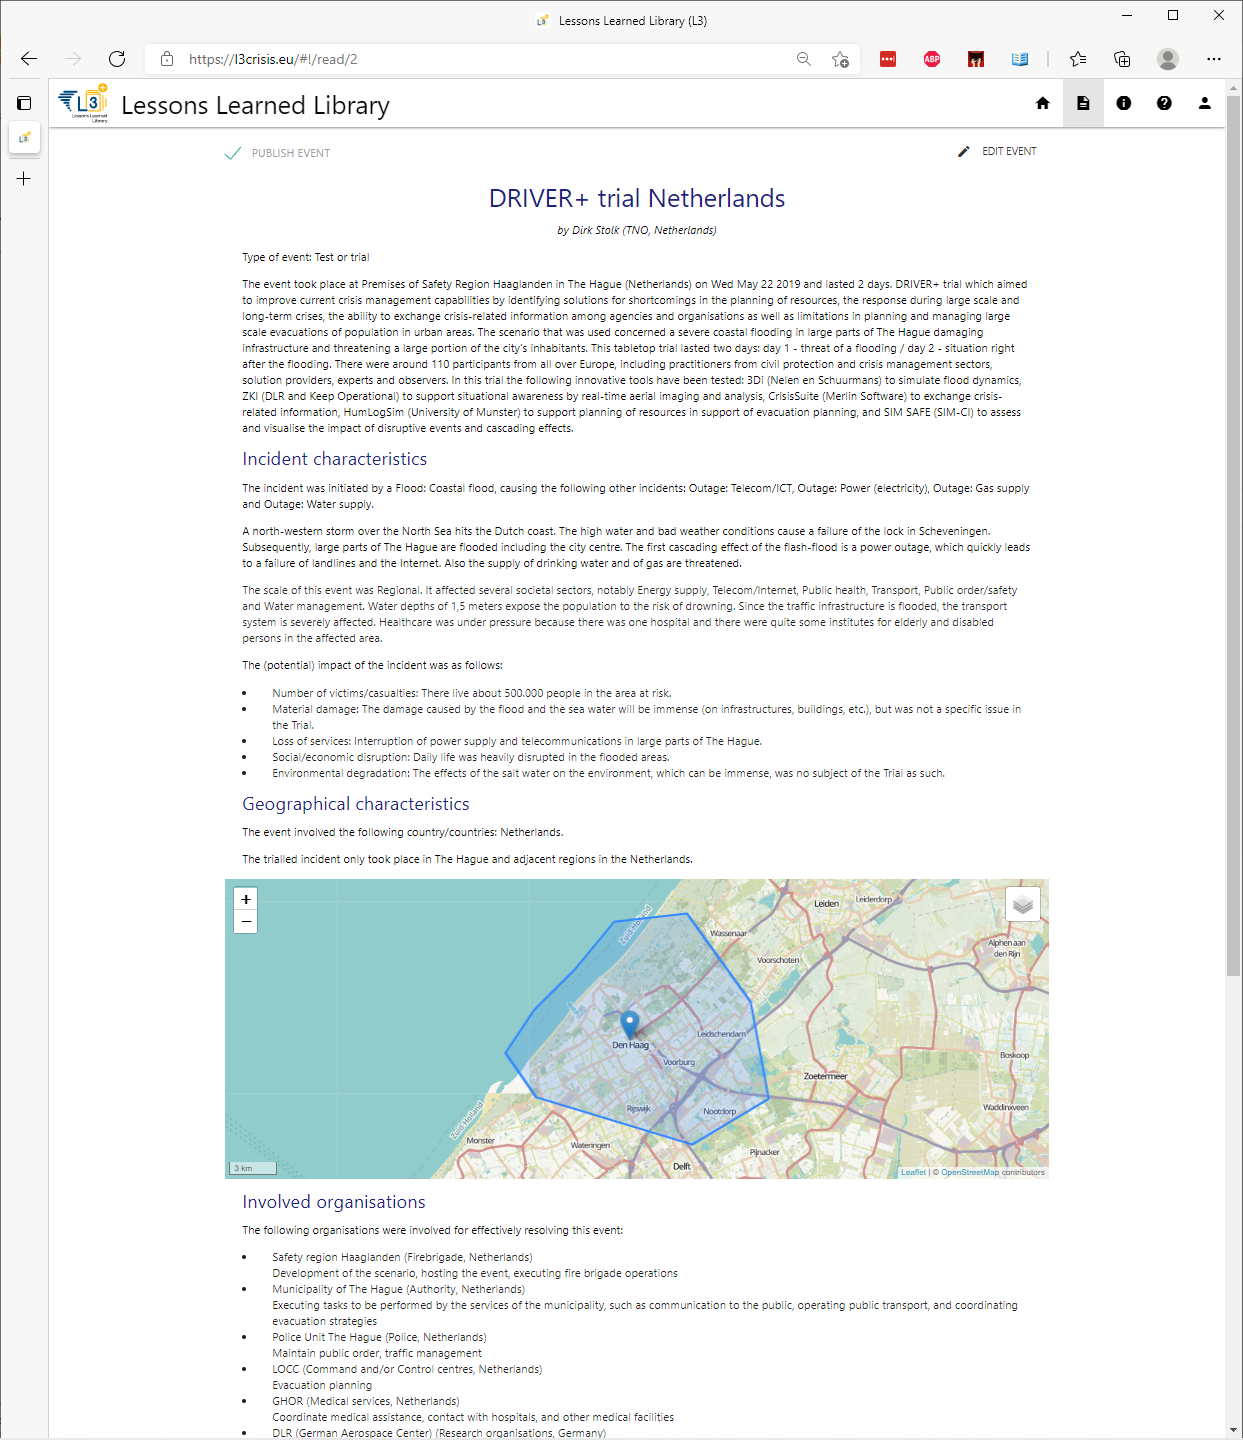 Lessons Learned Library (L3)
https://l3crisis.eu/#!/read/2
ABP
L3
Lessons Learned
Library
Lessons Learned Library
PUBLISH EVENT
EDIT EVENT
DRIVER+ trial Netherlands
by Dirk Stolk (TNO, Netherlands)
Type of event: Test or trial
The event took place at Premises of Safety Region Haaglanden in The Hague (Netherlands) on Wed May 22 2019 and lasted 2 days. DRIVER+ trial which aimed
to improve current crisis management capabilities by identifying solutions for shortcomings in the planning of resources, the response during large scale and
long-term crises, the ability to exchange crisis-related information among agencies and organisations as well as limitations in planning and managing large
scale evacuations of population in urban areas. The scenario that was used concerned a severe coastal flooding in large parts of The Hague damaging
infrastructure and threatening a large portion of the city's inhabitants. This tabletop trial lasted two days: day 1 - threat of a flooding / day 2 - situation right
after the flooding. There were around 110 participants from all over Europe, including practitioners from civil protection and crisis management sectors,
solution providers, experts and observers. In this trial the following innovative tools have been tested: 3Di (Nelen en Schuurmans) to simulate flood dynamics,
ZKI (DLR and Keep Operational) to support situational awareness by real-time aerial imaging and analysis, CrisisSuite (Merlin Software) to exchange crisis-
related information, HumLogSim (University of Munster) to support planning of resources in support of evacuation planning, and SIM SAFE (SIM-CI) to assess
and visualise the impact of disruptive events and cascading effects.
Incident characteristics
The incident was initiated by a Flood: Coastal flood, causing the following other incidents: Outage: Telecom/ICT, Outage: Power (electricity), Outage: Gas supply
and Outage: Water supply.
A north-western storm over the North Sea hits the Dutch coast. The high water and bad weather conditions cause a failure of the lock in Scheveningen.
Subsequently, large parts of The Hague are flooded including the city centre. The first cascading effect of the flash-flood is a power outage, which quickly leads
to a failure of landlines and the Internet. Also the supply of drinking water and of gas are threatened.
The scale of this event was Regional. It affected several societal sectors, notably Energy supply, Telecom/Internet, Public health, Transport, Public order/safety
and Water management. Water depths of 1,5 meters expose the population to the risk of drowning. Since the traffic infrastructure is flooded, the transport
system is severely affected. Healthcare was under pressure because there was one hospital and there were quite some institutes for elderly and disabled
persons in the affected area.
The (potential) impact of the incident was as follows:
• Number of victims/casualties: There live about 500.000 people in the area at risk.
• Material damage: The damage caused by the flood and the sea water will be immense (on infrastructures, buildings, etc.), but was not a specific issue in
the Trial.
• Loss of services: Interruption of power supply and telecommunications in large parts of The Hague.
• Social/economic disruption: Daily life was heavily disrupted in the flooded areas.
• Environmental degradation: The effects of the salt water on the environment, which can be immense, was no subject of the Trial as such.
Geographical characteristics
The event involved the following country/countries: Netherlands.
The trialled incident only took place in The Hague and adjacent regions in the Netherlands.
+
−
Leiden
Leiderdorp
Zuid-Holland
Wassenaar
Alphen aan
den Rijn
Voorschoten
Leidschendam
Den Haag
Voorburg
Boskoop
Zoetermeer
Rijswijk
Nootdorp
Waddinxveen
Zuid-Holland
Monster
Wateringen
Pijnacker
Delft
3 km
Leaflet | © OpenStreetMap contributors
Involved organisations
The following organisations were involved for effectively resolving this event:
• Safety region Haaglanden (Firebrigade, Netherlands)
Development of the scenario, hosting the event, executing fire brigade operations
• Municipality of The Hague (Authority, Netherlands)
Executing tasks to be performed by the services of the municipality, such as communication to the public, operating public transport, and coordinating
evacuation strategies
• Police Unit The Hague (Police, Netherlands)
Maintain public order, traffic management
• LOCC (Command and/or Control centres, Netherlands)
Evacuation planning
• GHOR (Medical services, Netherlands)
Coordinate medical assistance, contact with hospitals, and other medical facilities
• DLR (German Aerospace Center) (Research organisations, Germany)